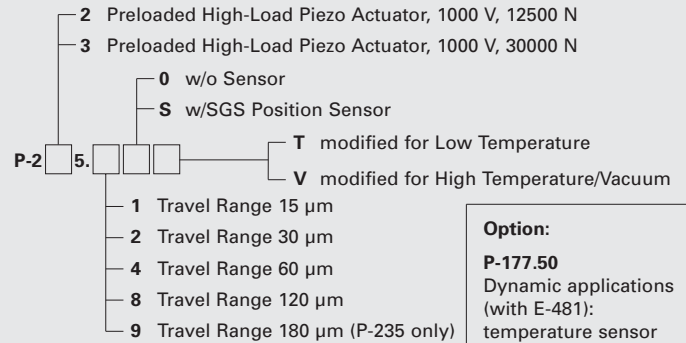 2 Preloaded High-Load Piezo Actuator, 1000 V, 12500 N
3 Preloaded High-Load Piezo Actuator, 1000 V, 30000 N
0 w/o Sensor
S w/SGS Position Sensor
T modified for Low Temperature
P-2 5.
V modified for High Temperature/Vacuum
1 Travel Range 15 µm
2 Travel Range 30 µm
4 Travel Range 60 µm
8 Travel Range 120 µm
9 Travel Range 180 µm (P-235 only)
Option:
P-177.50
Dynamic applications
(with E-481):
temperature sensor